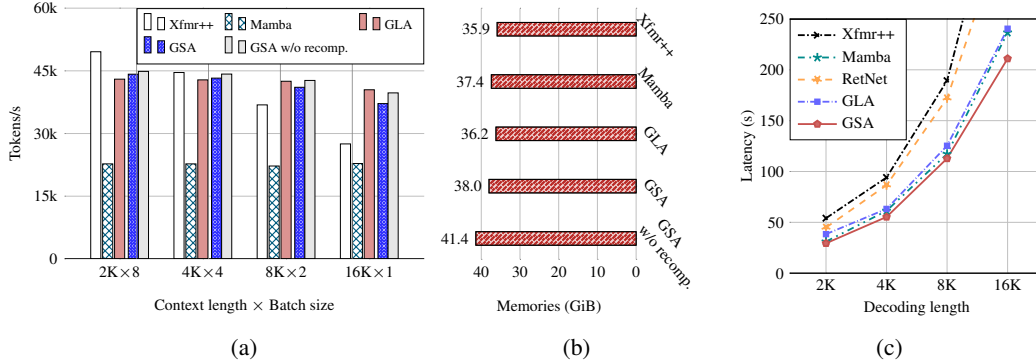 60k
45k
30k
15k
0
Tokens/s
Xfmr++ Mamba GLA
GSA GSA w/o recomp.
2K×8 4K×4 8K×2 16K×1
Context length × Batch size
(a)
35.9 Xfmr++
37.4 Mamba
36.2 GLA
38.0 GSA
41.4 GSA
w/o recomp.
40 30 20 10 0
Memories (GiB)
(b)
250
200
150
100
50
0
Latency (s)
Xfmr++
Mamba
RetNet
GLA
GSA
2K 4K 8K 16K
Decoding length
(c)